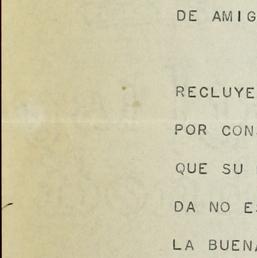 DE AMIG
RECLUYE
POR CON
QUE SU
DA NO E
LA BUEN